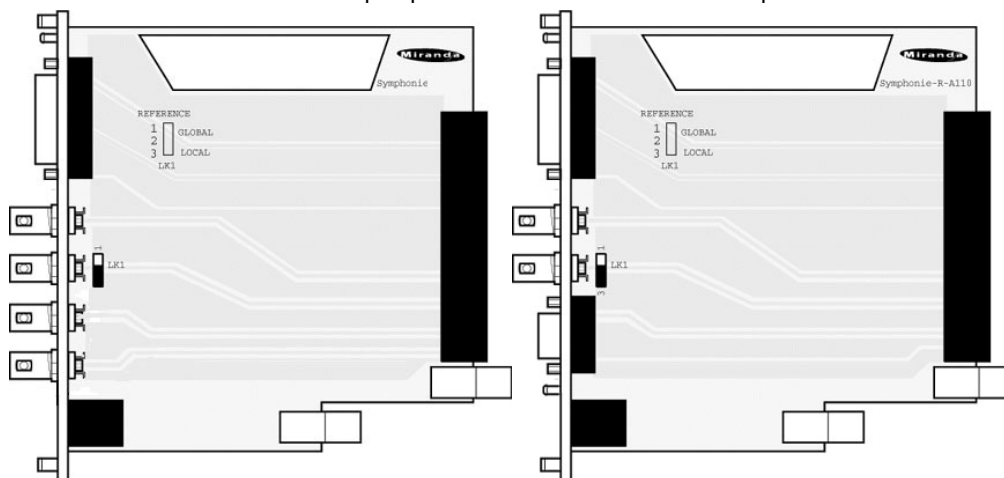 Miranda
Symphonie
REFERENCE
1
GLOBAL
2
3
LOCAL
LK1
1
LK1
Miranda
Symphonie-R-A110
REFERENCE
1
GLOBAL
2
3
LOCAL
LK1
1
LK1
3